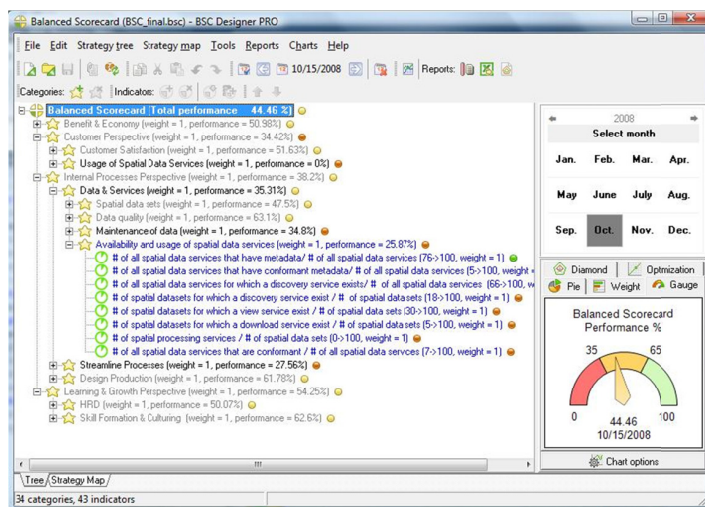 Balanced Scorecard (BSC_final.bsc) - BSC Designer PRO
File Edit Strategy tree Strategy map Tools Reports Charts Help
10/15/2008 Reports:
Categories: Indicators:
Balanced Scorecard (Total performance 44.46 %)
Benefit & Economy (weight = 1, performance = 50.98%)
Customer Perspective (weight = 1, performance = 34.42%)
Customer Satisfaction (weight = 1, performance = 51.63%)
Usage of Spatial Data Services (weight = 1, performance = 0%)
Internal Processes Perspective (weight = 1, performance = 38.2%)
Data & Services (weight = 1, performance = 35.31%)
Spatial data sets (weight = 1, performance = 47.5%)
Data quality (weight = 1, performance = 63.1%)
Maintenance of data (weight = 1, performance = 34.8%)
Availability and usage of spatial data services (weight = 1, performance = 25.87%)
# of all spatial data services that have metadata/ # of all spatial data services (76->100, weight = 1)
# of all spatial data services that have conformant metadata/ # of all spatial data services (5->100, weight
# of all spatial data services for which a discovery service exists/ # of all spatial data services (66->100, w
# of spatial datasets for which a discovery service exist / # of spatial datasets (18->100, weight = 1)
# of spatial datasets for which a view service exist / # of spatial data sets (30->100, weight = 1)
# of spatial datasets for which a download service exist / # of spatial datasets (5->100, weight = 1)
# of spatial processing services / # of spatial data sets (0->100, weight = 1)
# of all spatial data services that are conformant / # of all spatial data services (7->100, weight = 1)
Streamline Processes (weight = 1, performance = 27.56%)
Design Production (weight = 1, performance = 61.78%)
Learning & Growth Perspective (weight = 1, performance = 54.25%)
HRD (weight = 1, performance = 50.07%)
Skill Formation & Culturing (weight = 1, performance = 62.6%)
2008
Select month
Jan. Feb. Mar. Apr.
May June July Aug.
Sep. Oct. Nov. Dec.
Diamond Optmization
Pie Weight Gauge
Balanced Scorecard
Performance %
35 65
0 44.46 100
10/15/2008
Chart options
Tree Strategy Map
34 categories, 43 indicators